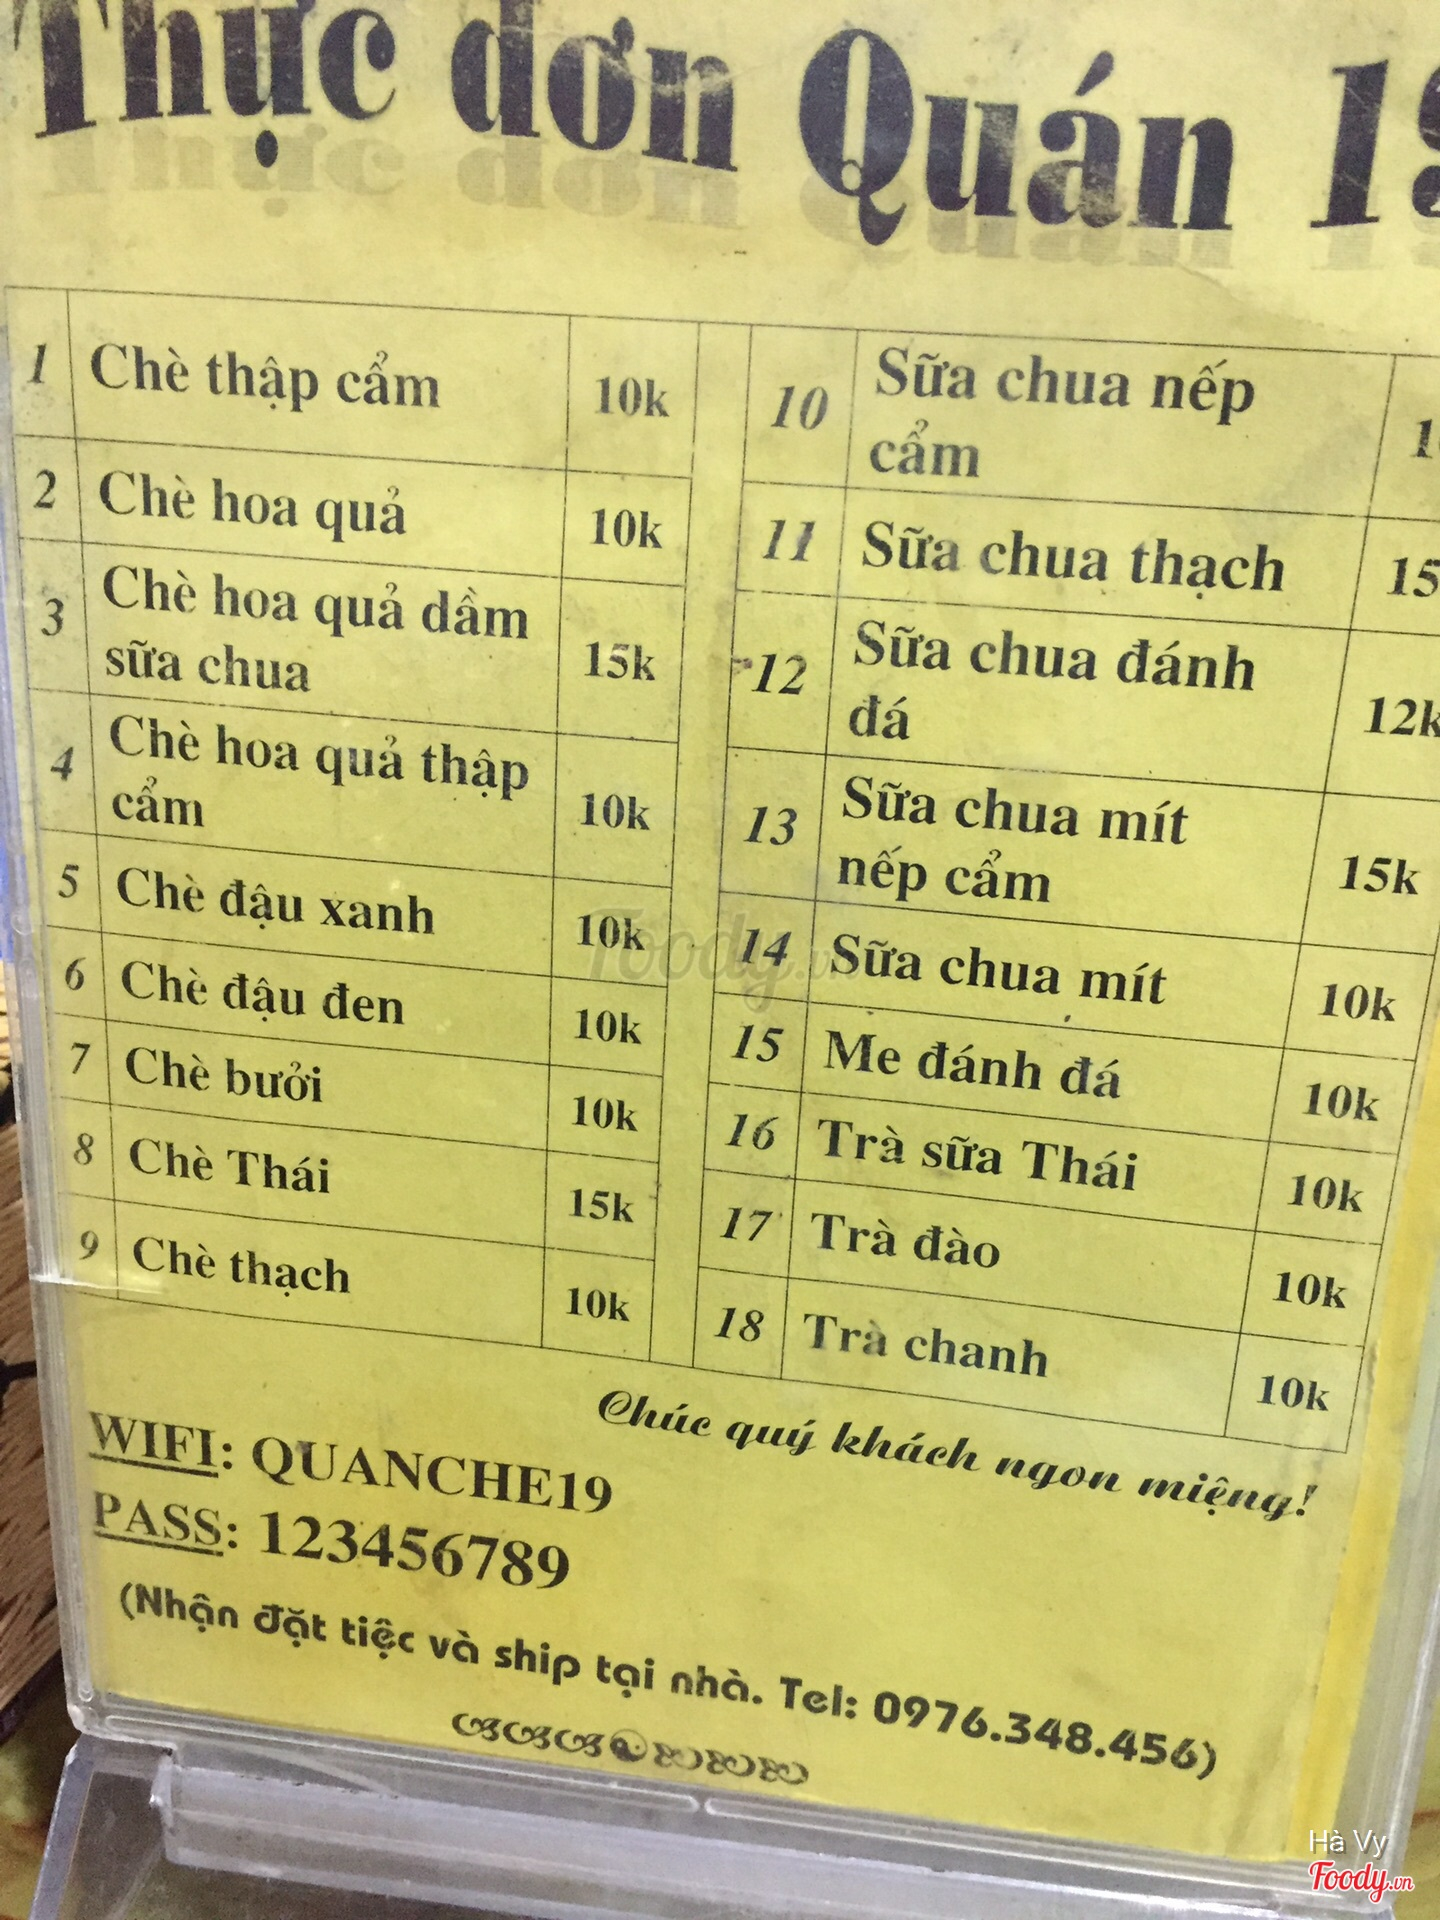 Thực đơn Quán
1 Chè thập cẩm 10k
2 Chè hoa quả 10k
3 Chè hoa quả dầm
sữa chua 15k
4 Chè hoa quả thập
cẩm 10k
5 Chè đậu xanh 10k
6 Chè đậu đen 10k
7 Chè bưởi 10k
8 Chè Thái 15k
9 Chè thạch 10k
10 Sữa chua nếp
cẩm
11 Sữa chua thạch 15
12 Sữa chua đánh
đá 12k
13 Sữa chua mít
nếp cẩm 15k
14 Sữa chua mít 10k
15 Me đánh đá 10k
16 Trà sữa Thái 10k
17 Trà đào 10k
18 Trà chanh 10k
Chúc quý khách ngon miệng!
WIFI: QUANCHE19
PASS: 123456789
(Nhận đặt tiệc và ship tại nhà. Tel: 0976.348.456)
Foody.vn
Hà Vy
Foody.vn